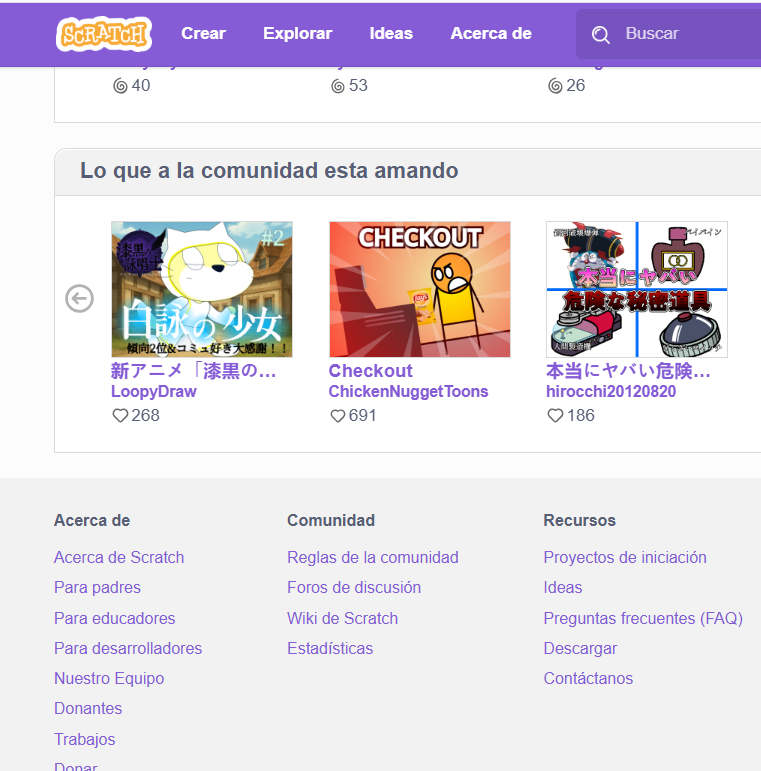 SCRATCH
Crear
Explorar
Ideas
Acerca de
Buscar
40
53
26
Lo que a la comunidad esta amando
#2
白詠の少女
傾向2位&コミュ好き大感謝！！
新アニメ「漆黒の...
LoopyDraw
268
CHECKOUT
Checkout
ChickenNuggetToons
691
本当にヤバい
危険な秘密道具
本当にヤバい危険...
hirocchi20120820
186
Acerca de
Acerca de Scratch
Para padres
Para educadores
Para desarrolladores
Nuestro Equipo
Donantes
Trabajos
Donar
Comunidad
Reglas de la comunidad
Foros de discusión
Wiki de Scratch
Estadísticas
Recursos
Proyectos de iniciación
Ideas
Preguntas frecuentes (FAQ)
Descargar
Contáctanos